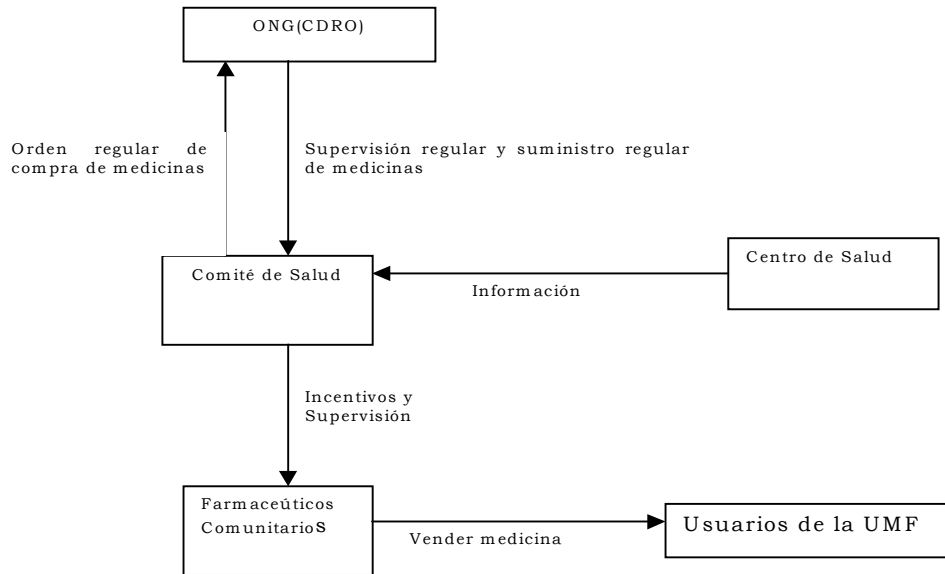 ONG(CDRO)
Orden regular de
compra de medicinas
Supervisión regular y suministro regular
de medicinas
Comité de Salud
Centro de Salud
Información
Incentivos y
Supervisión
Farmaceúticos
Comunitarios
Vender medicina
Usuarios de la UMF